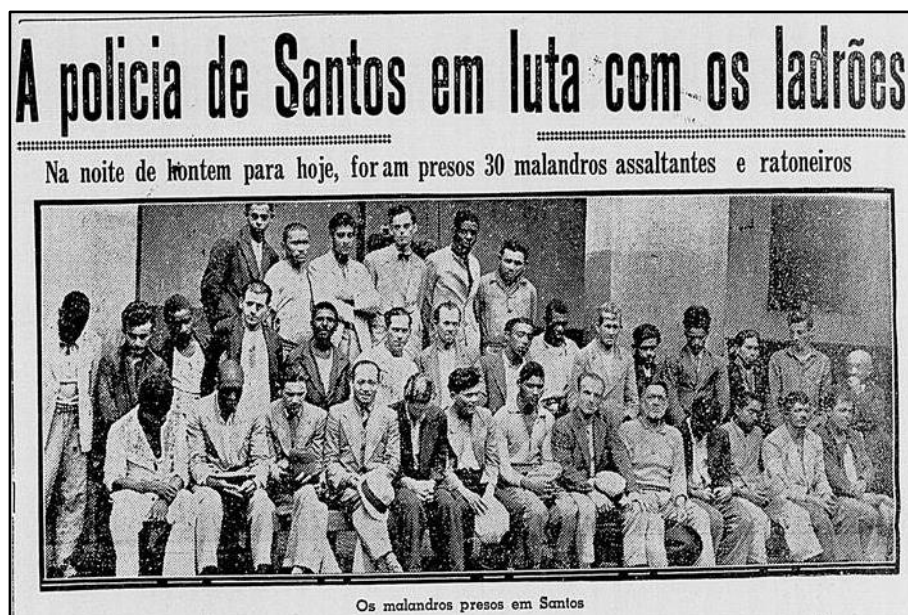 A policia de Santos em luta com os ladrões
Na noite de hontem para hoje, foram presos 30 malandros assaltantes e ratoneiros
Os malandros presos em Santos